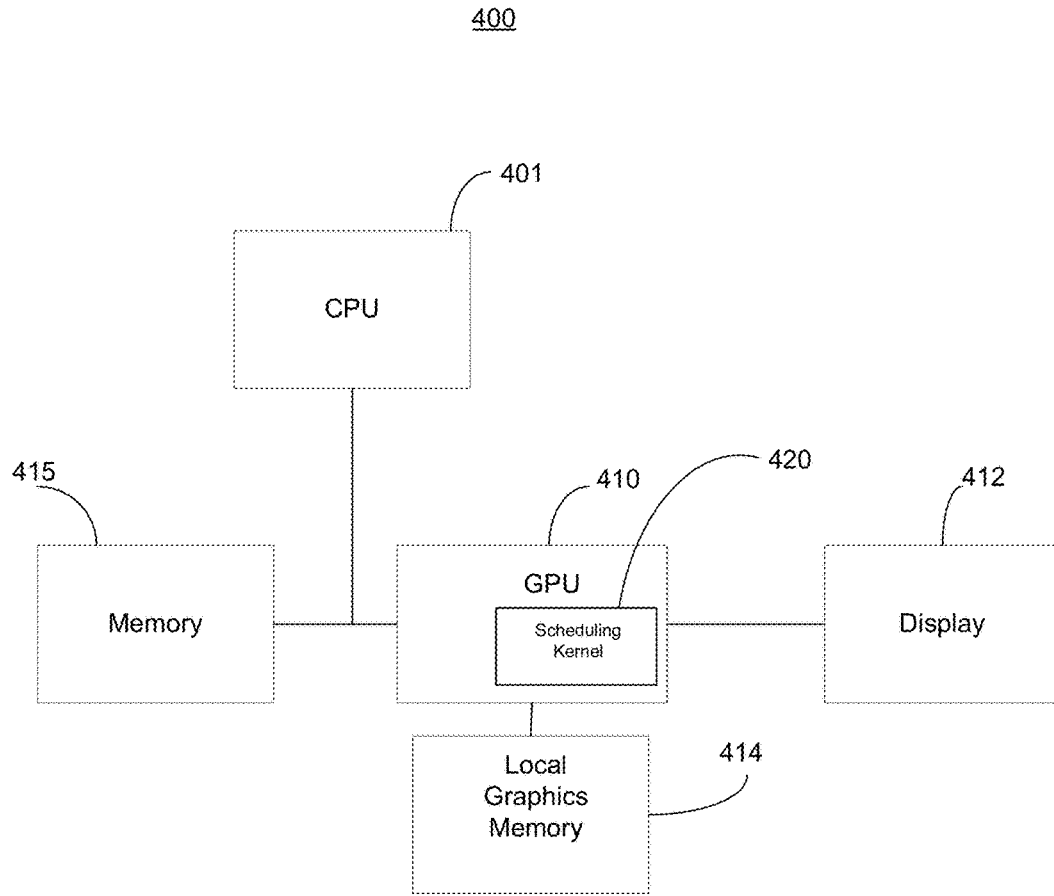 400
401
CPU
415
410
420
412
Memory
GPU
Scheduling
Kernel
Display
Local
Graphics
Memory
414